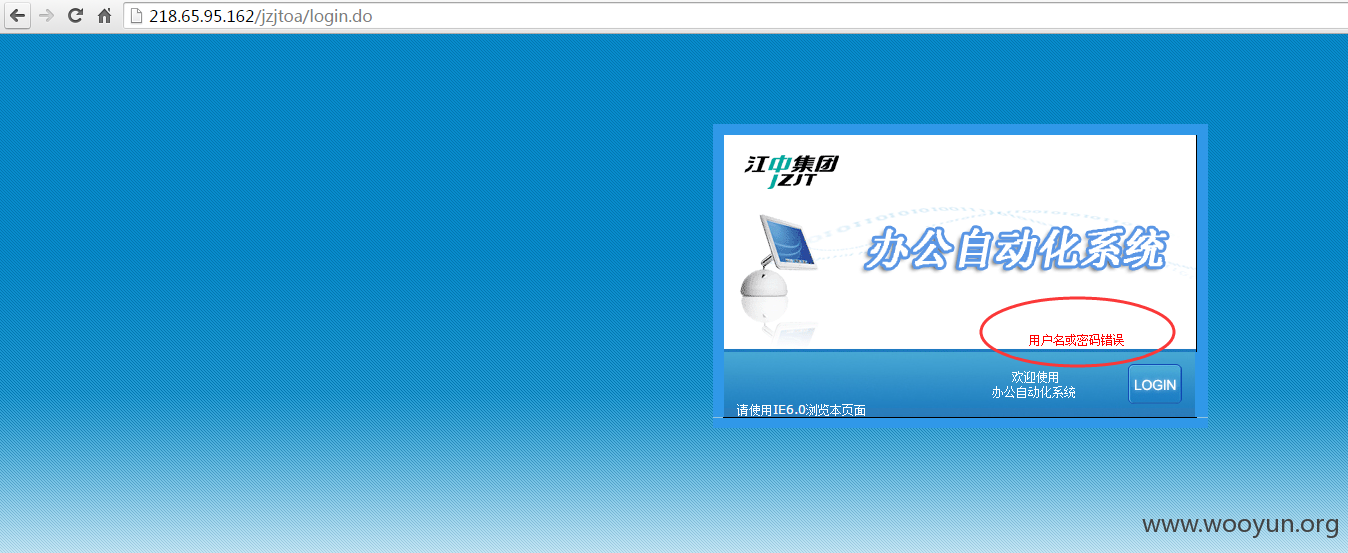 218.65.95.162/jzjtoa/login.do
江中集团
JZJT
办公自动化系统
用户名或密码错误
欢迎使用
办公自动化系统
LOGIN
请使用IE6.0浏览本页面
www.wooyun.org